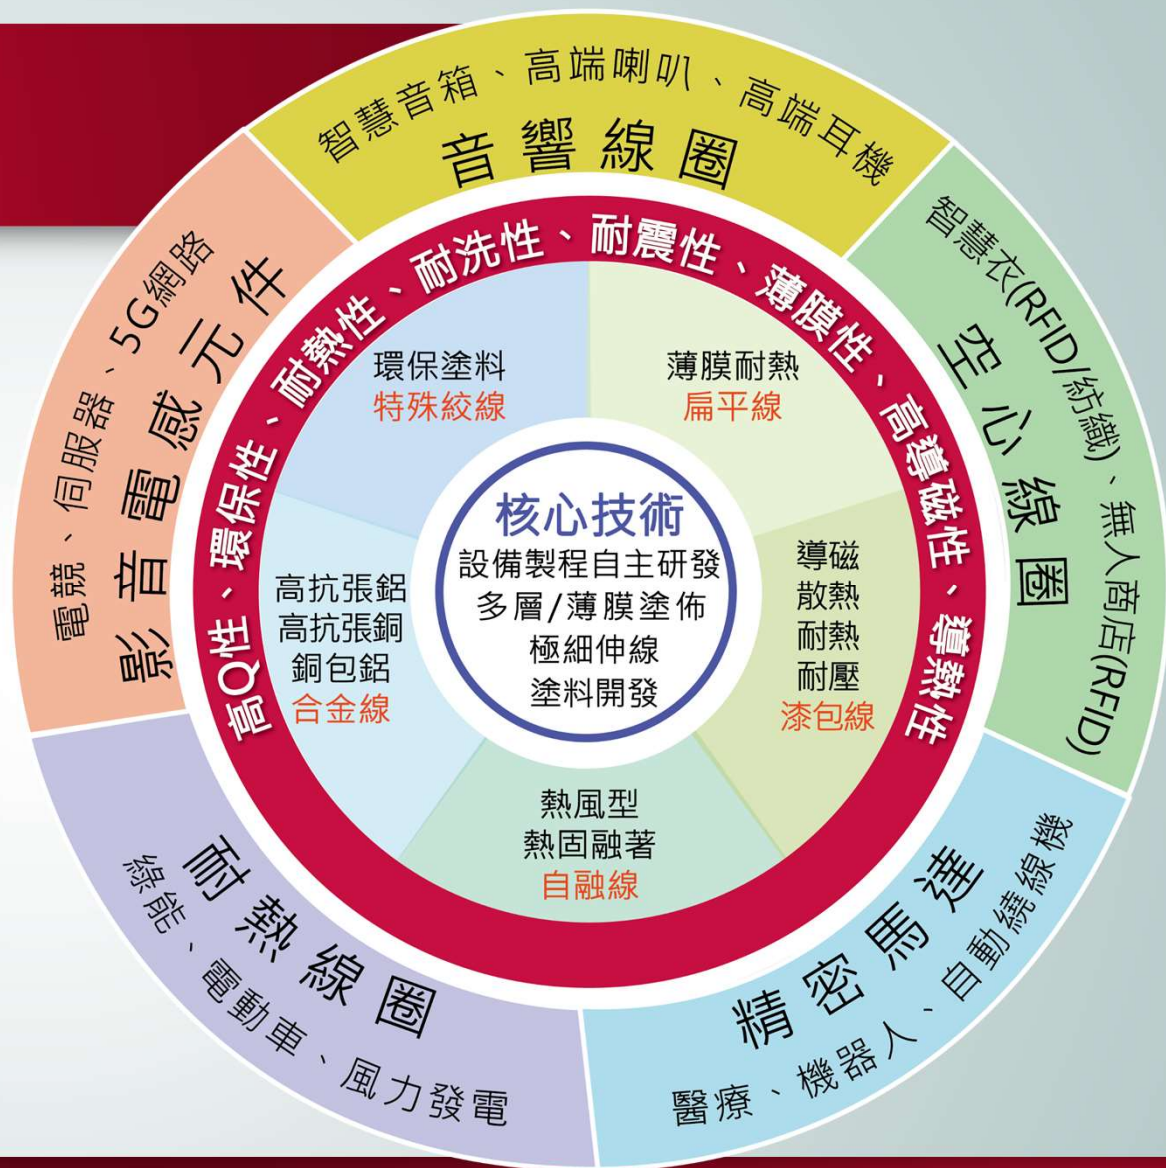 智慧音箱、高端喇叭、高端耳機
音響線圈
智慧衣(RFID/紡織)、無人商店(RFID)
空心線圈
精密馬達
醫療、機器人、自動繞線機
耐熱線圈
綠能、電動車、風力發電
電競、伺服器、5G網路
影音電感元件
高Q性、環保性、耐熱性、耐洗性、耐震性、薄膜性、高導磁性、導熱性
環保塗料
特殊絞線
薄膜耐熱
扁平線
導磁
散熱
耐熱
耐壓
漆包線
熱風型
熱固融著
自融線
高抗張鋁
高抗張銅
銅包鋁
合金線
核心技術
設備製程自主研發
多層/薄膜塗佈
極細伸線
塗料開發